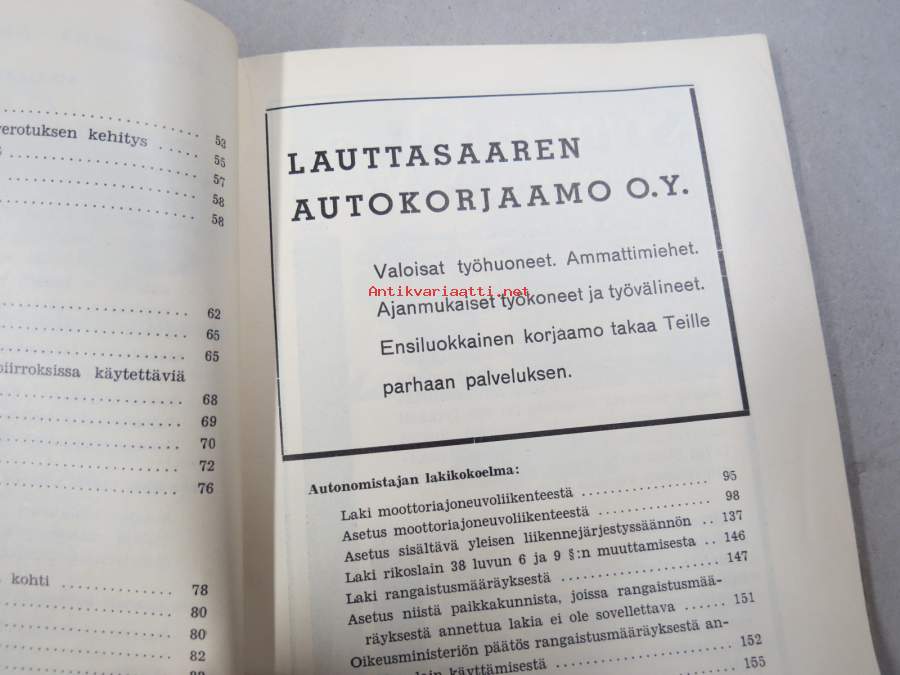 erotuksen kehitys ...... 53
55
57
58
58
62
65
65
piirroksissa käytettäviä
68
69
70
72
76
kohti ............... 78
80
80
82
LAUTTASAAREN
AUTOKORJAAMO O.Y.
Valoisat työhuoneet. Ammattimiehet.
Antikvariaatti.net
Ajanmukaiset työkoneet ja työvälineet.
Ensiluokkainen korjaamo takaa Teille
parhaan palveluksen.
Autonomistajan lakikokoelma:
Laki moottoriajoneuvoliikenteestä .................. 95
Asetus moottoriajoneuvoliikenteestä ................ 98
Asetus sisältävä yleisen liikennejärjestyssäännön .. 137
Laki rikoslain 38 luvun 6 ja 9 §:n muuttamisesta .. 146
Laki rangaistusmääräyksestä ...................... 147
Asetus niistä paikkakunnista, joissa rangaistusmää-
räyksestä annettua lakia ei ole sovellettava ...... 151
Oikeusministeriön päätös rangaistusmääräyksestä an-
lain käyttämisestä .................... 152
155